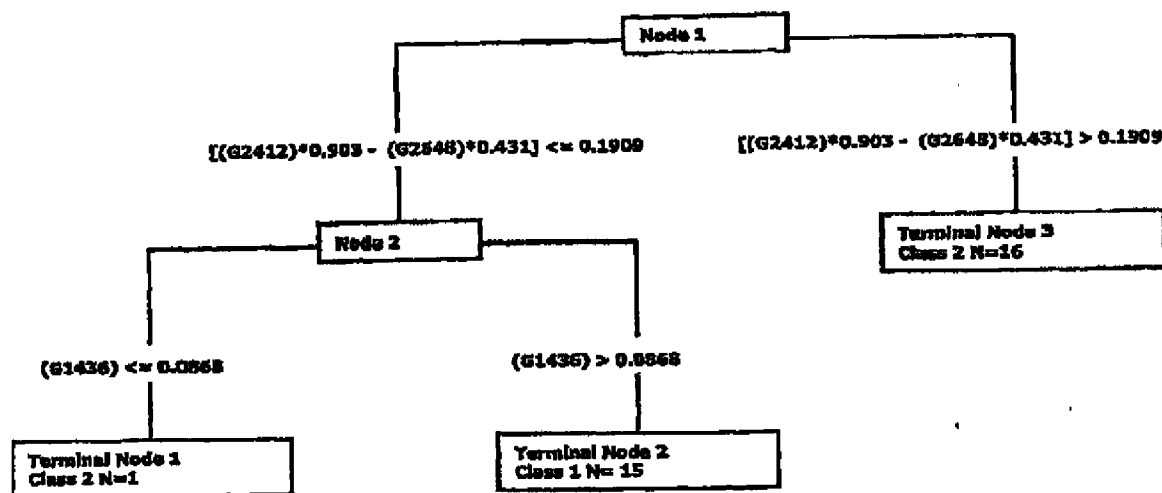 Node 1
[(G2412)*0.903 - (G2648)*0.431] <= 0.1909
[(G2412)*0.903 - (G2648)*0.431] > 0.1909
Node 2
Terminal Node 3
Class 2 N=16
(G1436) <= 0.0868
(G1436) > 0.0868
Terminal Node 1
Class 2 N=1
Terminal Node 2
Class 1 N= 15